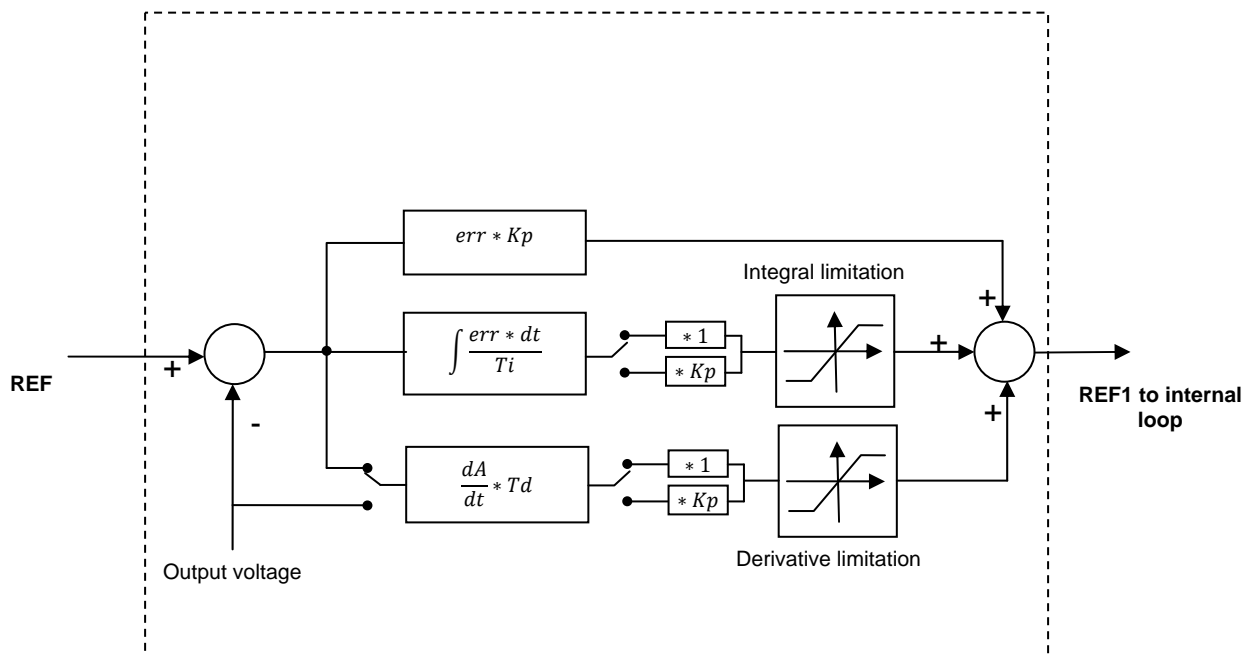 err * Kp
Integral limitation
+
∫ err * dt / Ti
* 1
* Kp
+
+
REF
REF1 to internal
loop
-
+
dA / dt * Td
* 1
* Kp
Output voltage
Derivative limitation